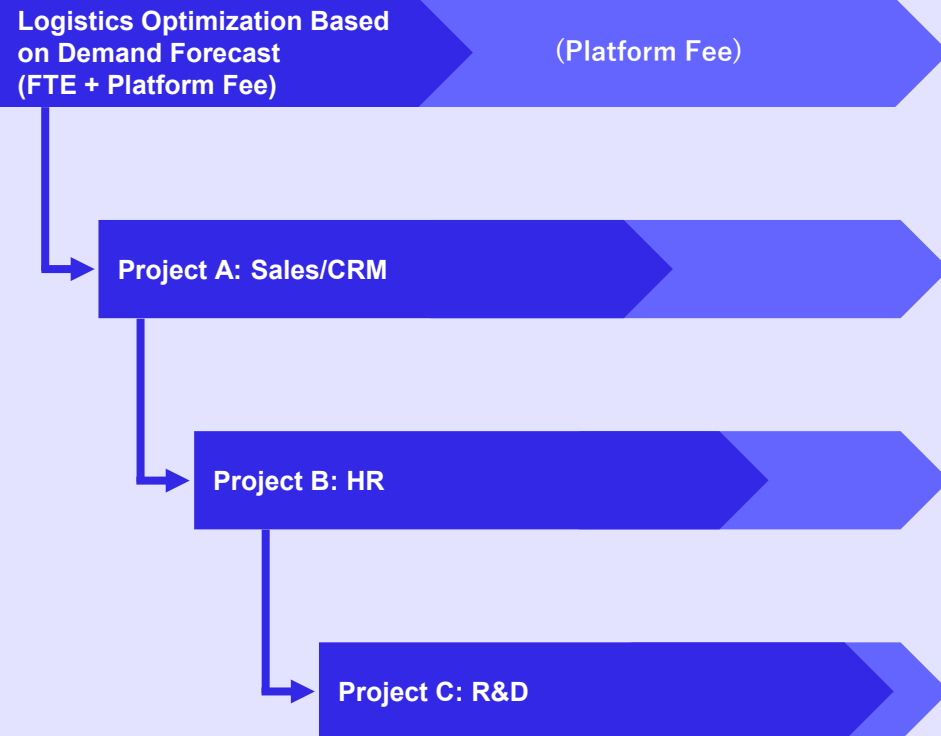 Logistics Optimization Based
on Demand Forecast
(FTE + Platform Fee)
(Platform Fee)
Project A: Sales/CRM
Project B: HR
Project C: R&D